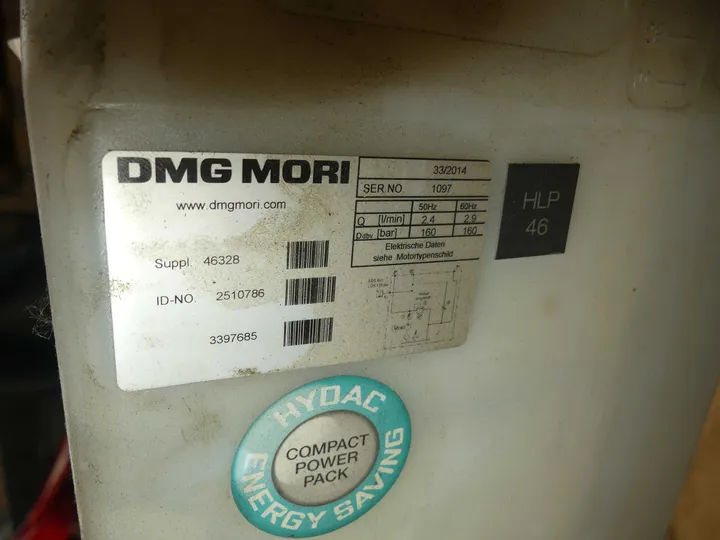 DMG MORI
www.dmgmori.com
33/2014
SER.NO. 1097
50Hz 60Hz
Q [l/min] 2.4 2.9
Pdbv [bar] 160 160
Elektrische Daten
siehe Motortypenschild
Suppl. 46328
ID-NO. 2510786
3397685
HLP
46
HYDAC
COMPACT
POWER
PACK
ENERGY SAVING